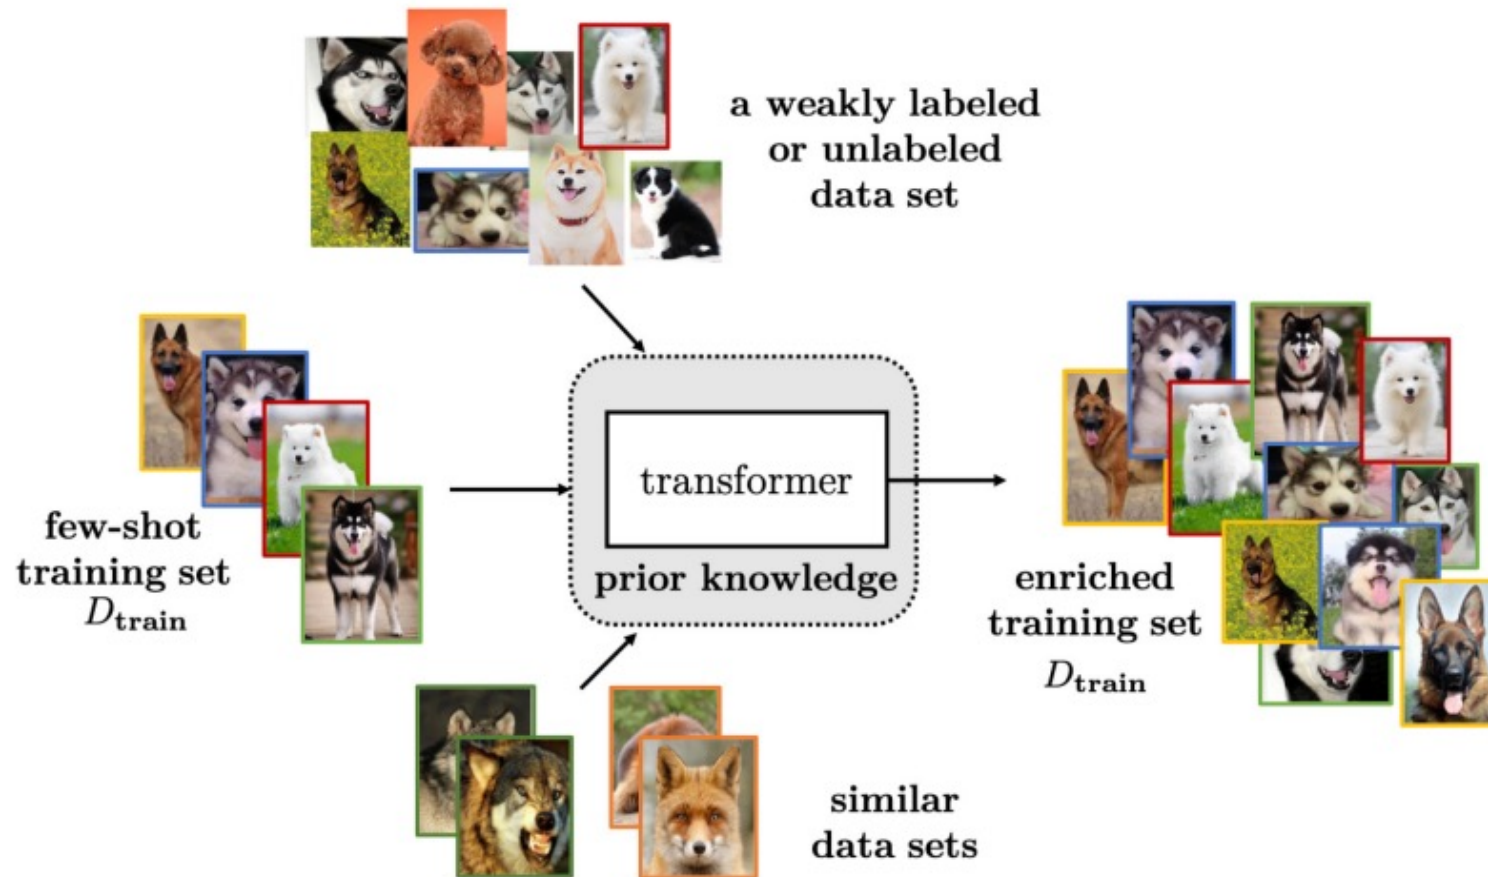 a weakly labeled
or unlabeled
data set
few-shot
training set
D_train
transformer
prior knowledge
enriched
training set
D_train
similar
data sets